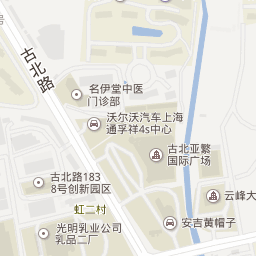 号
古北路
名伊堂中医
门诊部
沃尔沃汽车上海
通孚祥4s中心
古北亚繁
国际广场
古北路183
8号创新园区
虹二村
云峰大
安吉黄帽子
光明乳业公司
乳品二厂